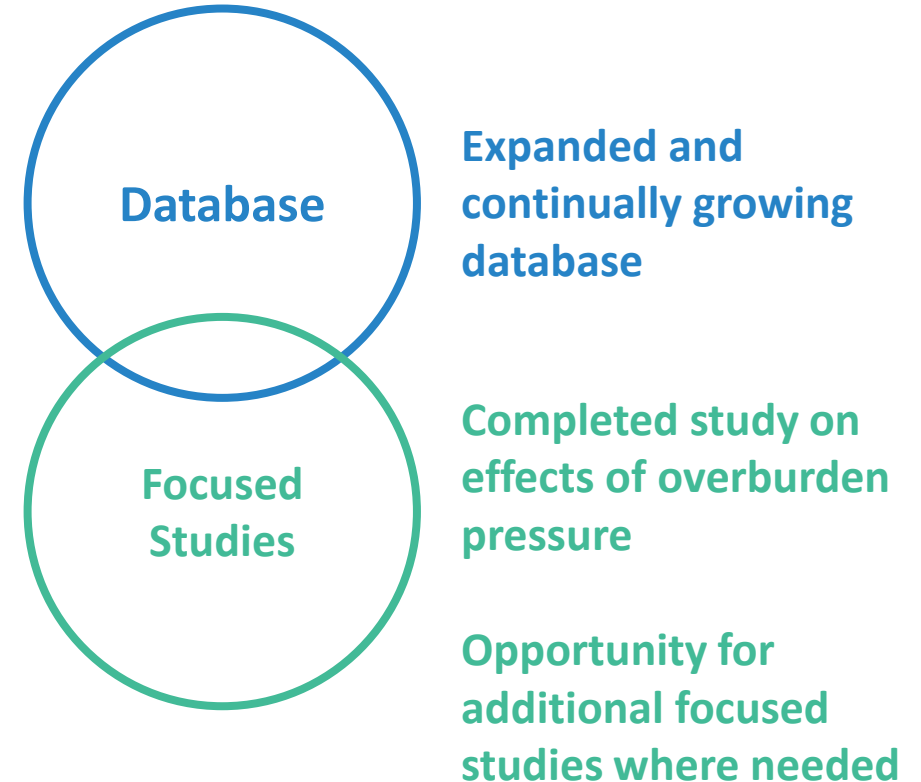 Database
Expanded and
continually growing
database
Focused
Studies
Completed study on
effects of overburden
pressure
Opportunity for
additional focused
studies where needed